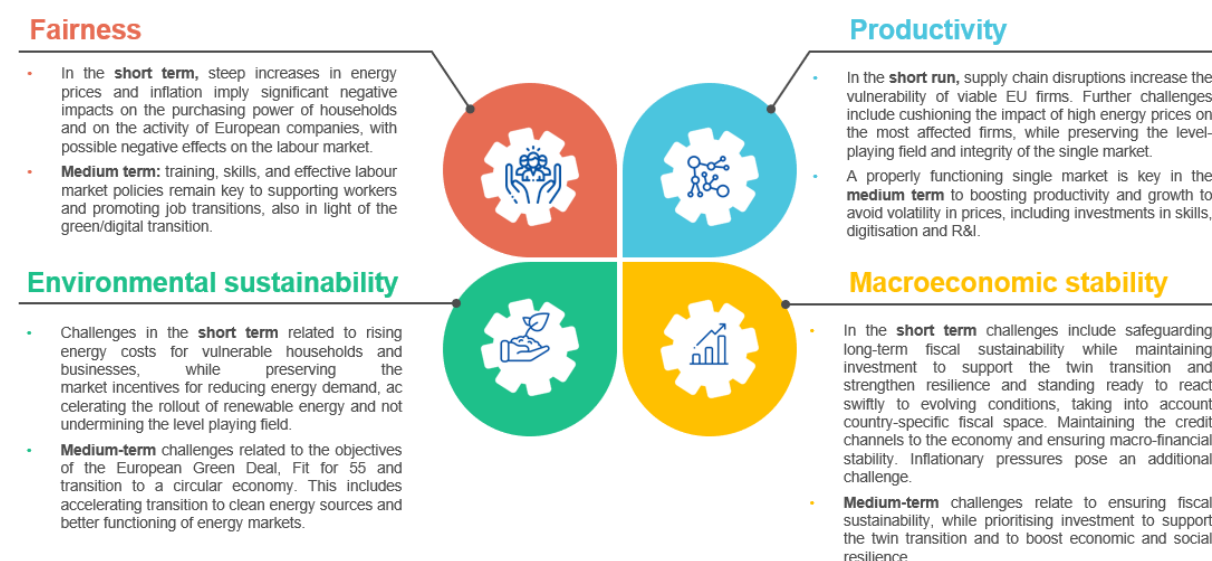 Fairness
• In the short term, steep increases in energy
prices and inflation imply significant negative
impacts on the purchasing power of households
and on the activity of European companies, with
possible negative effects on the labour market.
• Medium term: training, skills, and effective labour
market policies remain key to supporting workers
and promoting job transitions, also in light of the
green/digital transition.
Productivity
• In the short run, supply chain disruptions increase the
vulnerability of viable EU firms. Further challenges
include cushioning the impact of high energy prices on
the most affected firms, while preserving the level-
playing field and integrity of the single market.
• A properly functioning single market is key in the
medium term to boosting productivity and growth to
avoid volatility in prices, including investments in skills,
digitisation and R&I.
Environmental sustainability
• Challenges in the short term related to rising
energy costs for vulnerable households and
businesses, while preserving the
market incentives for reducing energy demand, ac
celerating the rollout of renewable energy and not
undermining the level playing field.
• Medium-term challenges related to the objectives
of the European Green Deal, Fit for 55 and
transition to a circular economy. This includes
accelerating transition to clean energy sources and
better functioning of energy markets.
Macroeconomic stability
• In the short term challenges include safeguarding
long-term fiscal sustainability while maintaining
investment to support the twin transition and
strengthen resilience and standing ready to react
swiftly to evolving conditions, taking into account
country-specific fiscal space. Maintaining the credit
channels to the economy and ensuring macro-financial
stability. Inflationary pressures pose an additional
challenge.
• Medium-term challenges relate to ensuring fiscal
sustainability, while prioritising investment to support
the twin transition and to boost economic and social
resilience